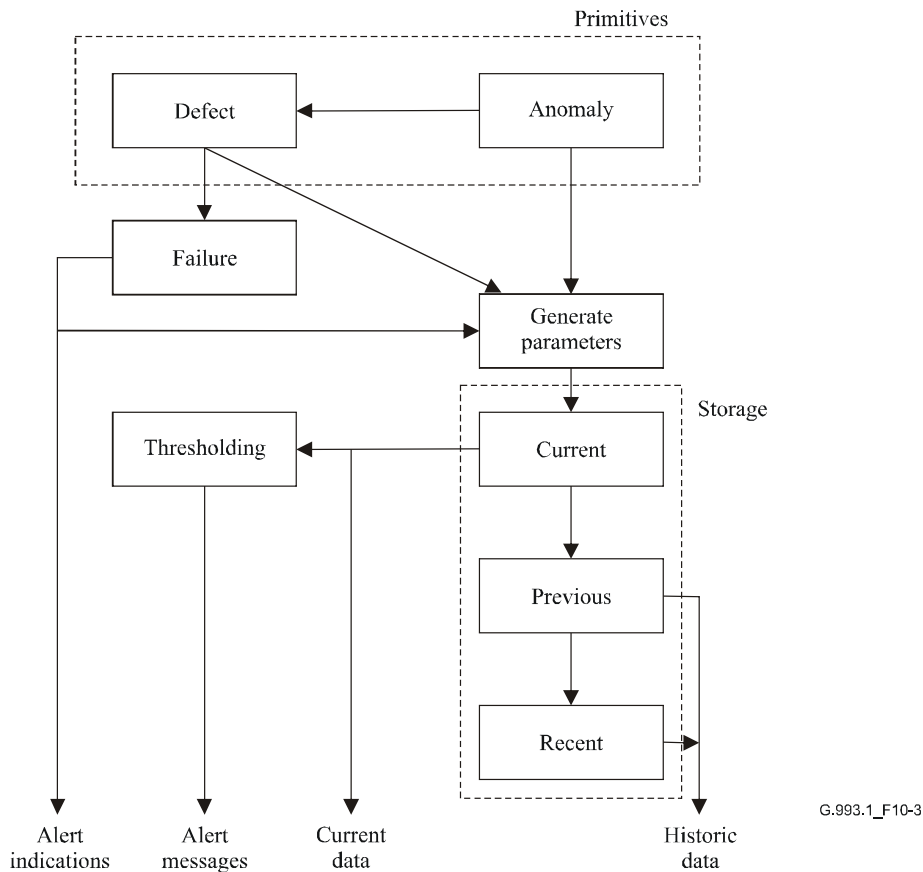 Primitives
Defect
Anomaly
Failure
Generate
parameters
Storage
Thresholding
Current
Previous
Recent
G.993.1_F10-3
Alert
indications
Alert
messages
Current
data
Historic
data